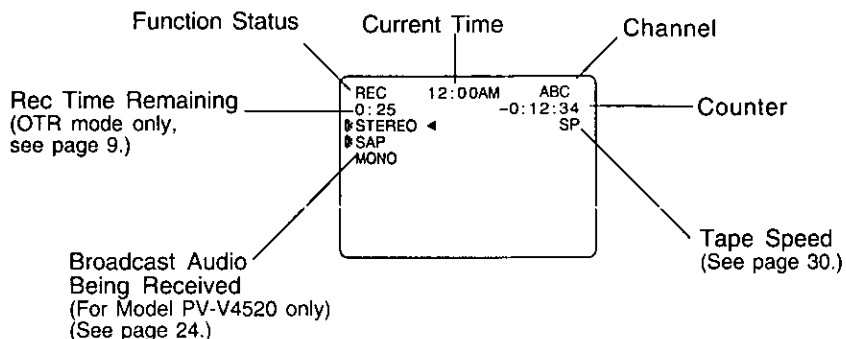 Function Status
Current Time
Channel
Rec Time Remaining
(OTR mode only,
see page 9.)
REC 12:00AM ABC
0:25 -0:12:34
STEREO ◄ SP
SAP
MONO
Counter
Tape Speed
(See page 30.)
Broadcast Audio
Being Received
(For Model PV-V4520 only)
(See page 24.)